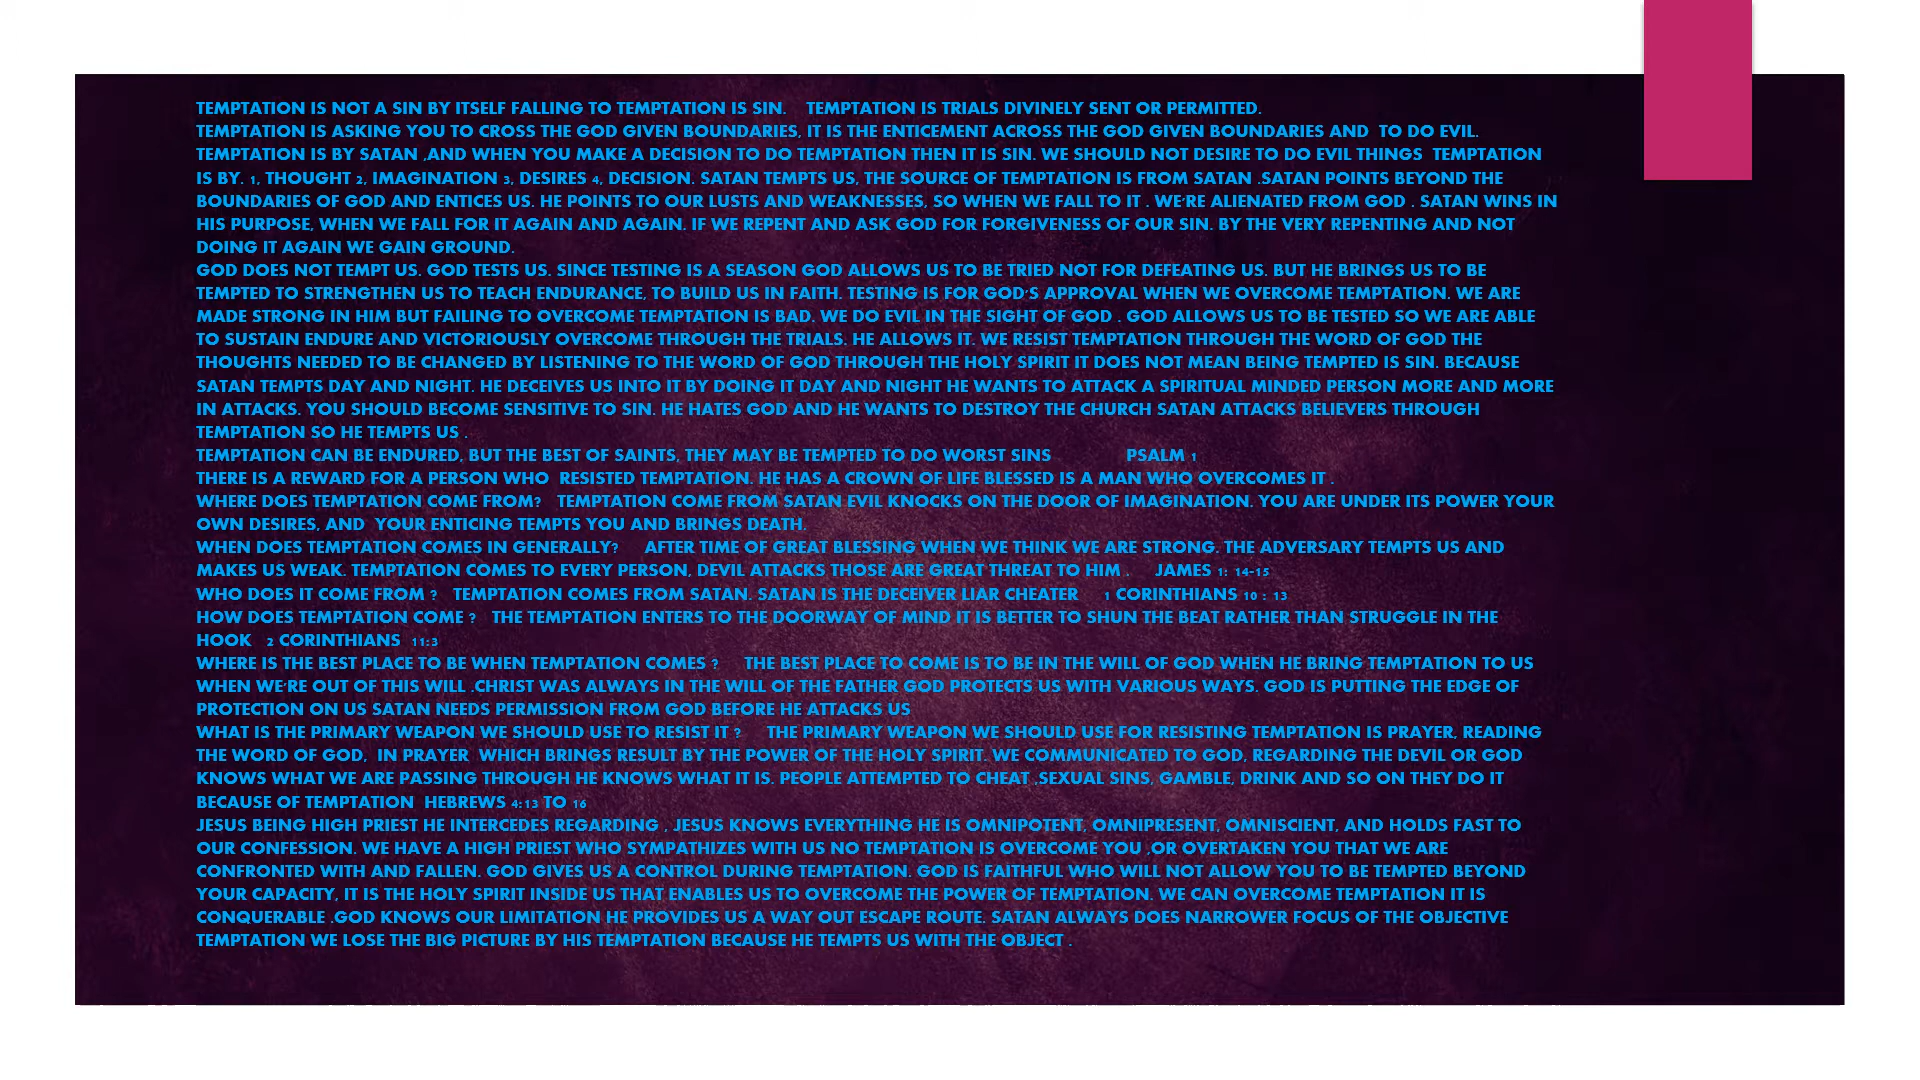 TEMPTATION IS NOT A SIN BY ITSELF FALLING TO TEMPTATION IS SIN. TEMPTATION IS TRIALS DIVINELY SENT OR PERMITTED.
TEMPTATION IS ASKING YOU TO CROSS THE GOD GIVEN BOUNDARIES, IT IS THE ENTICEMENT ACROSS THE GOD GIVEN BOUNDARIES AND TO DO EVIL.
TEMPTATION IS BY SATAN ,AND WHEN YOU MAKE A DECISION TO DO TEMPTATION THEN IT IS SIN. WE SHOULD NOT DESIRE TO DO EVIL THINGS TEMPTATION
IS BY. 1, THOUGHT 2, IMAGINATION 3, DESIRES 4, DECISION. SATAN TEMPTS US, THE SOURCE OF TEMPTATION IS FROM SATAN .SATAN POINTS BEYOND THE
BOUNDARIES OF GOD AND ENTICES US. HE POINTS TO OUR LUSTS AND WEAKNESSES, SO WHEN WE FALL TO IT . WE'RE ALIENATED FROM GOD . SATAN WINS IN
HIS PURPOSE, WHEN WE FALL FOR IT AGAIN AND AGAIN. IF WE REPENT AND ASK GOD FOR FORGIVENESS OF OUR SIN. BY THE VERY REPENTING AND NOT
DOING IT AGAIN WE GAIN GROUND.
GOD DOES NOT TEMPT US. GOD TESTS US. SINCE TESTING IS A SEASON GOD ALLOWS US TO BE TRIED NOT FOR DEFEATING US. BUT HE BRINGS US TO BE
TEMPTED TO STRENGTHEN US TO TEACH ENDURANCE, TO BUILD US IN FAITH. TESTING IS FOR GOD'S APPROVAL WHEN WE OVERCOME TEMPTATION. WE ARE
MADE STRONG IN HIM BUT FAILING TO OVERCOME TEMPTATION IS BAD. WE DO EVIL IN THE SIGHT OF GOD . GOD ALLOWS US TO BE TESTED SO WE ARE ABLE
TO SUSTAIN ENDURE AND VICTORIOUSLY OVERCOME THROUGH THE TRIALS. HE ALLOWS IT. WE RESIST TEMPTATION THROUGH THE WORD OF GOD THE
THOUGHTS NEEDED TO BE CHANGED BY LISTENING TO THE WORD OF GOD THROUGH THE HOLY SPIRIT IT DOES NOT MEAN BEING TEMPTED IS SIN. BECAUSE
SATAN TEMPTS DAY AND NIGHT. HE DECEIVES US INTO IT BY DOING IT DAY AND NIGHT HE WANTS TO ATTACK A SPIRITUAL MINDED PERSON MORE AND MORE
IN ATTACKS. YOU SHOULD BECOME SENSITIVE TO SIN. HE HATES GOD AND HE WANTS TO DESTROY THE CHURCH SATAN ATTACKS BELIEVERS THROUGH
TEMPTATION SO HE TEMPTS US .
TEMPTATION CAN BE ENDURED, BUT THE BEST OF SAINTS, THEY MAY BE TEMPTED TO DO WORST SINS PSALM 1
THERE IS A REWARD FOR A PERSON WHO RESISTED TEMPTATION. HE HAS A CROWN OF LIFE BLESSED IS A MAN WHO OVERCOMES IT .
WHERE DOES TEMPTATION COME FROM? TEMPTATION COME FROM SATAN EVIL KNOCKS ON THE DOOR OF IMAGINATION. YOU ARE UNDER ITS POWER YOUR
OWN DESIRES, AND YOUR ENTICING TEMPTS YOU AND BRINGS DEATH.
WHEN DOES TEMPTATION COMES IN GENERALLY? AFTER TIME OF GREAT BLESSING WHEN WE THINK WE ARE STRONG. THE ADVERSARY TEMPTS US AND
MAKES US WEAK. TEMPTATION COMES TO EVERY PERSON, DEVIL ATTACKS THOSE ARE GREAT THREAT TO HIM . JAMES 1: 14-15
WHO DOES IT COME FROM ? TEMPTATION COMES FROM SATAN. SATAN IS THE DECEIVER LIAR CHEATER 1 CORINTHIANS 10 : 13
HOW DOES TEMPTATION COME ? THE TEMPTATION ENTERS TO THE DOORWAY OF MIND IT IS BETTER TO SHUN THE BEAT RATHER THAN STRUGGLE IN THE
HOOK 2 CORINTHIANS 11:3
WHERE IS THE BEST PLACE TO BE WHEN TEMPTATION COMES ? THE BEST PLACE TO COME IS TO BE IN THE WILL OF GOD WHEN HE BRING TEMPTATION TO US
WHEN WE'RE OUT OF THIS WILL .CHRIST WAS ALWAYS IN THE WILL OF THE FATHER GOD PROTECTS US WITH VARIOUS WAYS. GOD IS PUTTING THE EDGE OF
PROTECTION ON US SATAN NEEDS PERMISSION FROM GOD BEFORE HE ATTACKS US
WHAT IS THE PRIMARY WEAPON WE SHOULD USE TO RESIST IT ? THE PRIMARY WEAPON WE SHOULD USE FOR RESISTING TEMPTATION IS PRAYER, READING
THE WORD OF GOD, IN PRAYER WHICH BRINGS RESULT BY THE POWER OF THE HOLY SPIRIT. WE COMMUNICATED TO GOD, REGARDING THE DEVIL OR GOD
KNOWS WHAT WE ARE PASSING THROUGH HE KNOWS WHAT IT IS. PEOPLE ATTEMPTED TO CHEAT .SEXUAL SINS, GAMBLE, DRINK AND SO ON THEY DO IT
BECAUSE OF TEMPTATION HEBREWS 4:13 TO 16
JESUS BEING HIGH PRIEST HE INTERCEDES REGARDING , JESUS KNOWS EVERYTHING HE IS OMNIPOTENT, OMNIPRESENT, OMNISCIENT, AND HOLDS FAST TO
OUR CONFESSION. WE HAVE A HIGH PRIEST WHO SYMPATHIZES WITH US NO TEMPTATION IS OVERCOME YOU .OR OVERTAKEN YOU THAT WE ARE
CONFRONTED WITH AND FALLEN. GOD GIVES US A CONTROL DURING TEMPTATION. GOD IS FAITHFUL WHO WILL NOT ALLOW YOU TO BE TEMPTED BEYOND
YOUR CAPACITY, IT IS THE HOLY SPIRIT INSIDE US THAT ENABLES US TO OVERCOME THE POWER OF TEMPTATION. WE CAN OVERCOME TEMPTATION IT IS
CONQUERABLE .GOD KNOWS OUR LIMITATION HE PROVIDES US A WAY OUT ESCAPE ROUTE. SATAN ALWAYS DOES NARROWER FOCUS OF THE OBJECTIVE
TEMPTATION WE LOSE THE BIG PICTURE BY HIS TEMPTATION BECAUSE HE TEMPTS US WITH THE OBJECT .